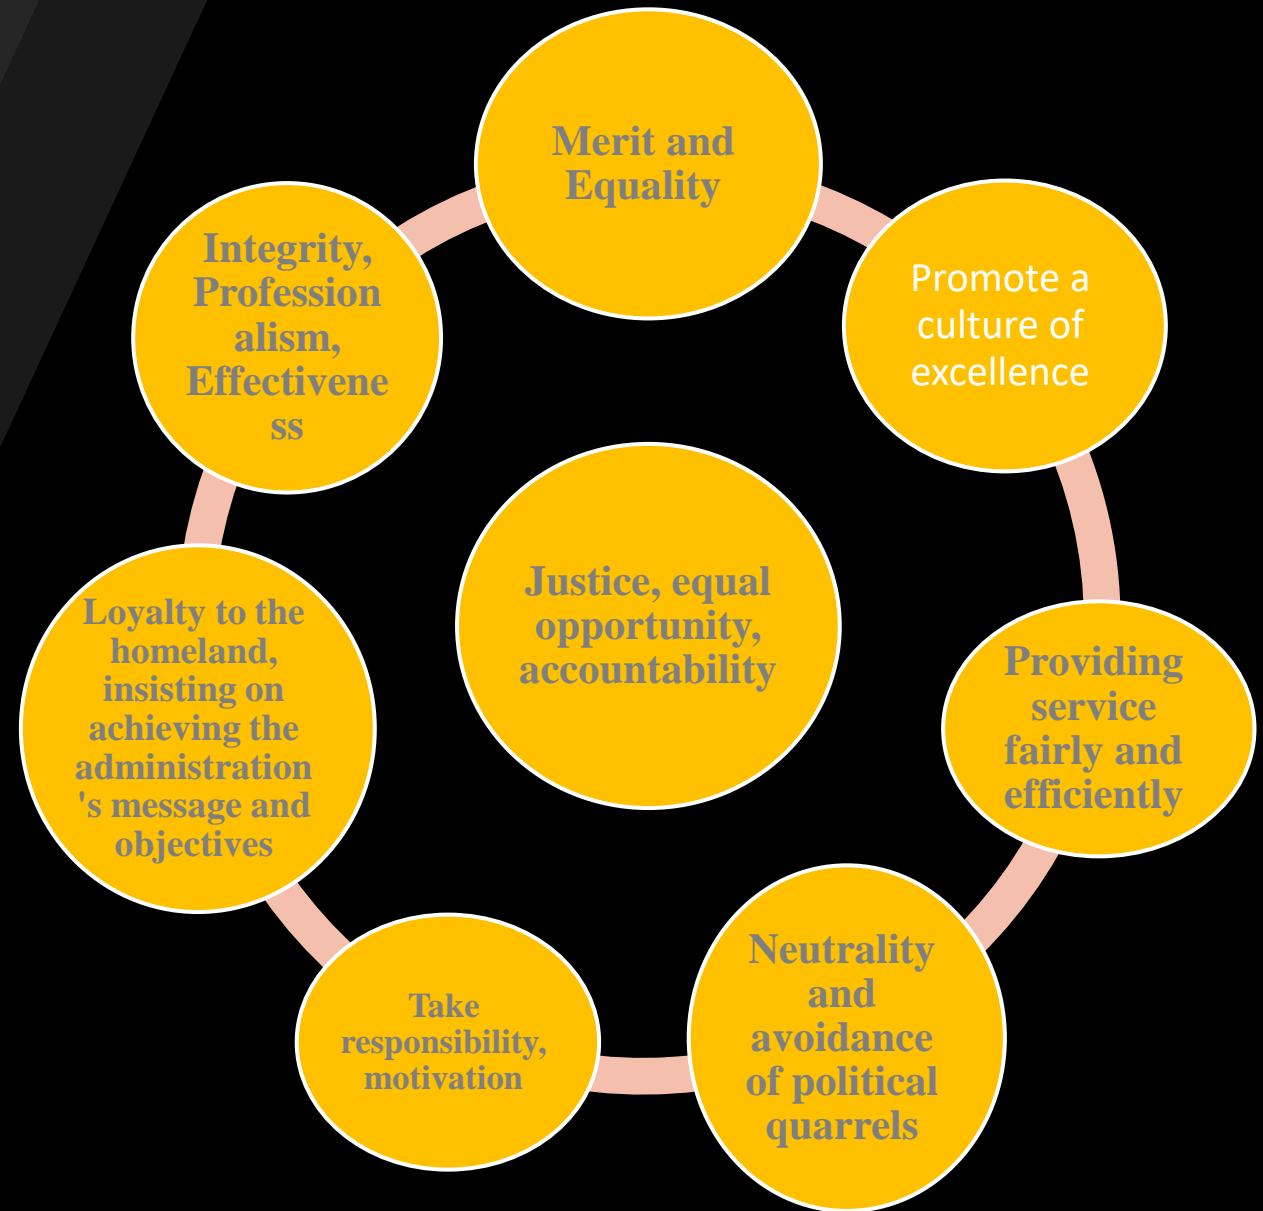 Merit and
Equality
Promote a
culture of
excellence
Providing
service
fairly and
efficiently
Neutrality
and
avoidance
of political
quarrels
Take
responsibility,
motivation
Loyalty to the
homeland,
insisting on
achieving the
administration
's message and
objectives
Integrity,
Profession
alism,
Effectivene
ss
Justice, equal
opportunity,
accountability